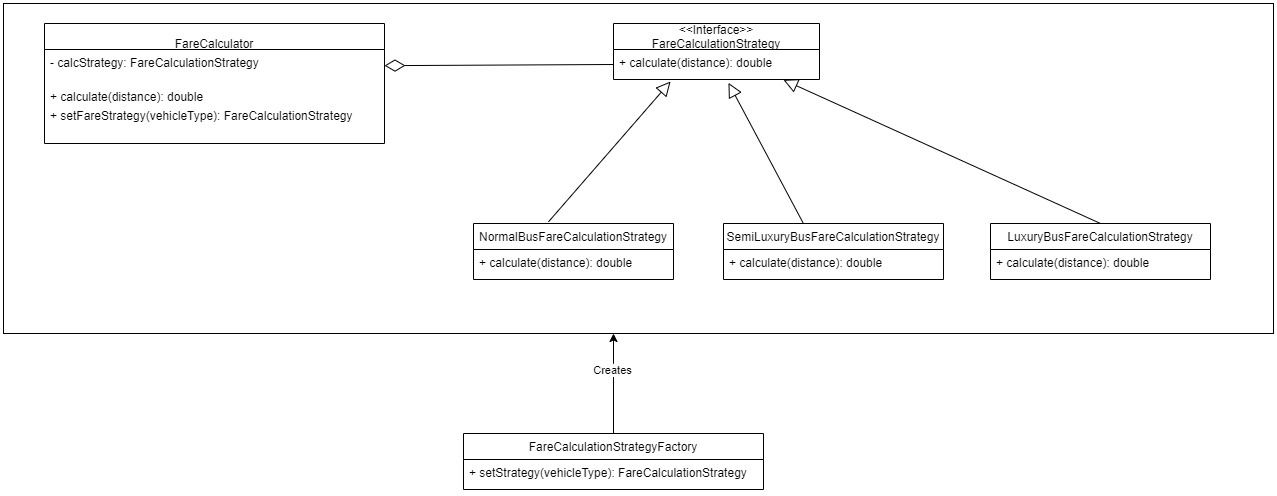 FareCalculator
- calcStrategy: FareCalculationStrategy
+ calculate(distance): double
+ setFareStrategy(vehicleType): FareCalculationStrategy
<<Interface>>
FareCalculationStrategy
+ calculate(distance): double
NormalBusFareCalculationStrategy
+ calculate(distance): double
SemiLuxuryBusFareCalculationStrategy
+ calculate(distance): double
LuxuryBusFareCalculationStrategy
+ calculate(distance): double
Creates
FareCalculationStrategyFactory
+ setStrategy(vehicleType): FareCalculationStrategy